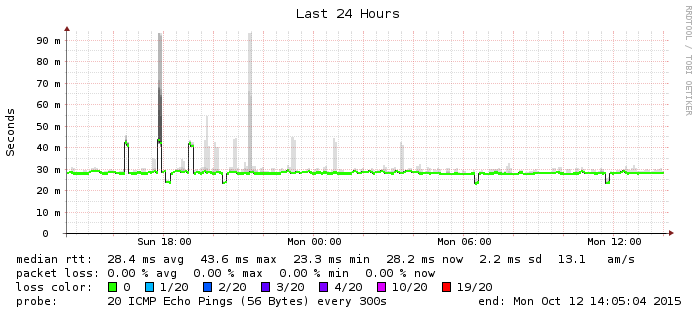 Last 24 Hours
RRDTOOL / TOBI OETIKER
Seconds
90 m
80 m
70 m
60 m
50 m
40 m
30 m
20 m
10 m
0
Sun 18:00 Mon 00:00 Mon 06:00 Mon 12:00
median rtt: 28.4 ms avg 43.6 ms max 23.3 ms min 28.2 ms now 2.2 ms sd 13.1 am/s
packet loss: 0.00 % avg 0.00 % max 0.00 % min 0.00 % now
loss color: 0 1/20 2/20 3/20 4/20 10/20 19/20
probe: 20 ICMP Echo Pings (56 Bytes) every 300s end: Mon Oct 12 14:05:04 2015